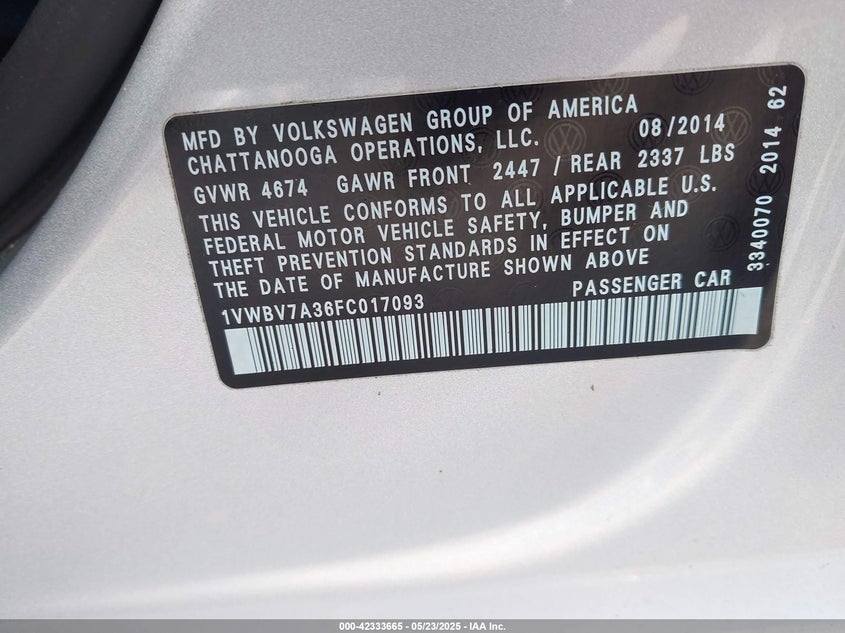 MFD BY VOLKSWAGEN GROUP OF AMERICA
CHATTANOOGA OPERATIONS, LLC. 08/2014
GVWR 4674 GAWR FRONT 2447 / REAR 2337 LBS
THIS VEHICLE CONFORMS TO ALL APPLICABLE U.S.
FEDERAL MOTOR VEHICLE SAFETY, BUMPER AND
THEFT PREVENTION STANDARDS IN EFFECT ON
THE DATE OF MANUFACTURE SHOWN ABOVE
1VWBV7A36FC017093 PASSENGER CAR
3340070 2014 62
000-42333665 - 05/23/2025 - IAA Inc.